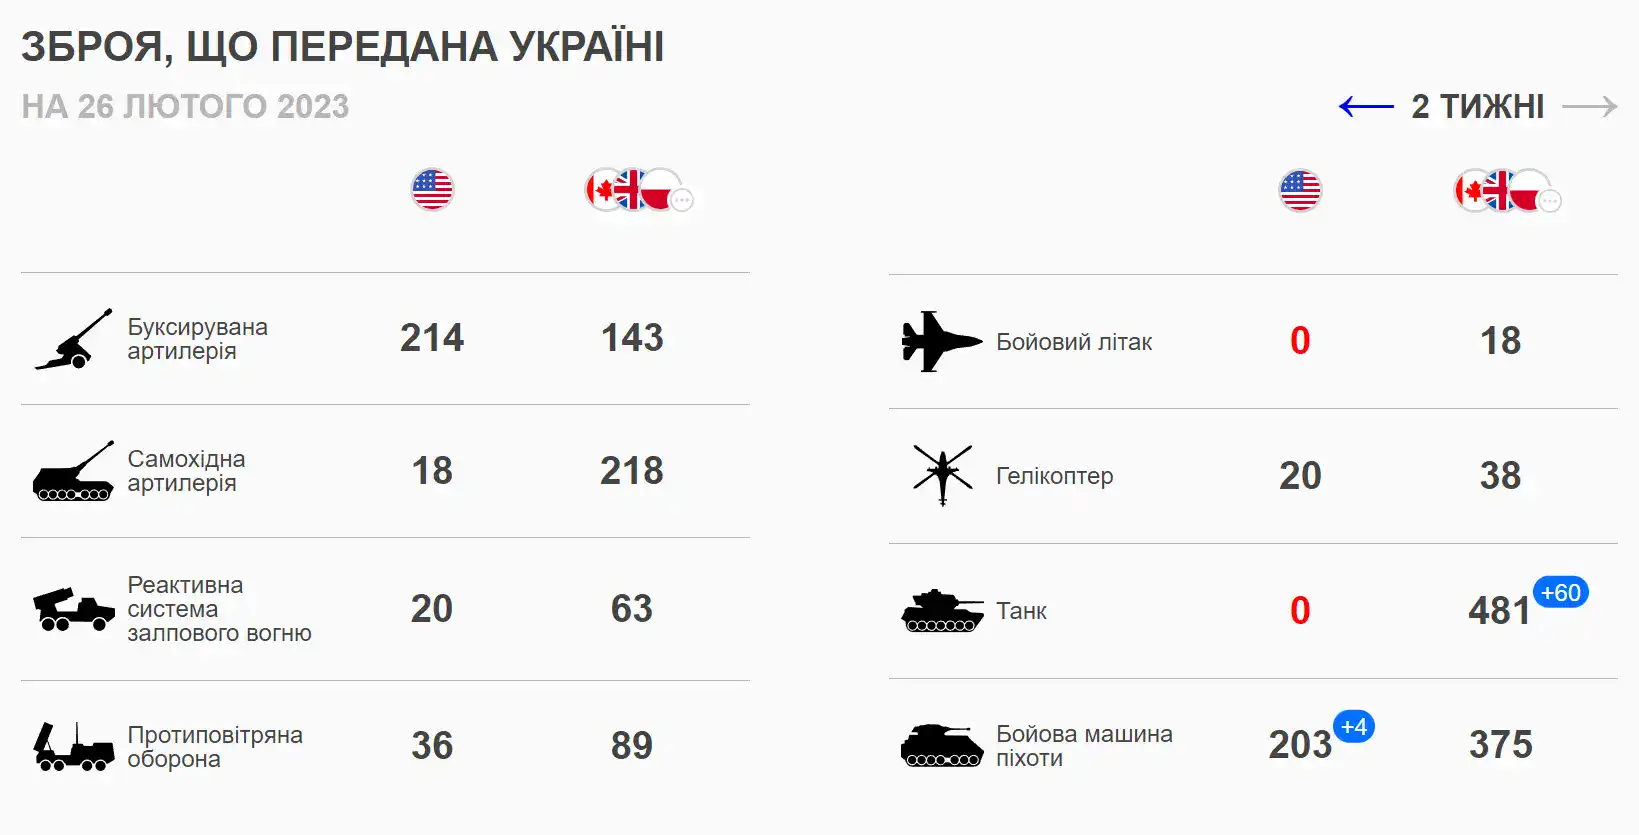 ЗБРОЯ, ЩО ПЕРЕДАНА УКРАЇНІ
НА 26 ЛЮТОГО 2023
2 ТИЖНІ
Буксирувана
артилерія
214
143
Самохідна
артилерія
18
218
Реактивна
система
залпового вогню
20
63
Протиповітряна
оборона
36
89
Бойовий літак
0
18
Гелікоптер
20
38
Танк
0
481
+60
Бойова машина
піхоти
203
+4
375